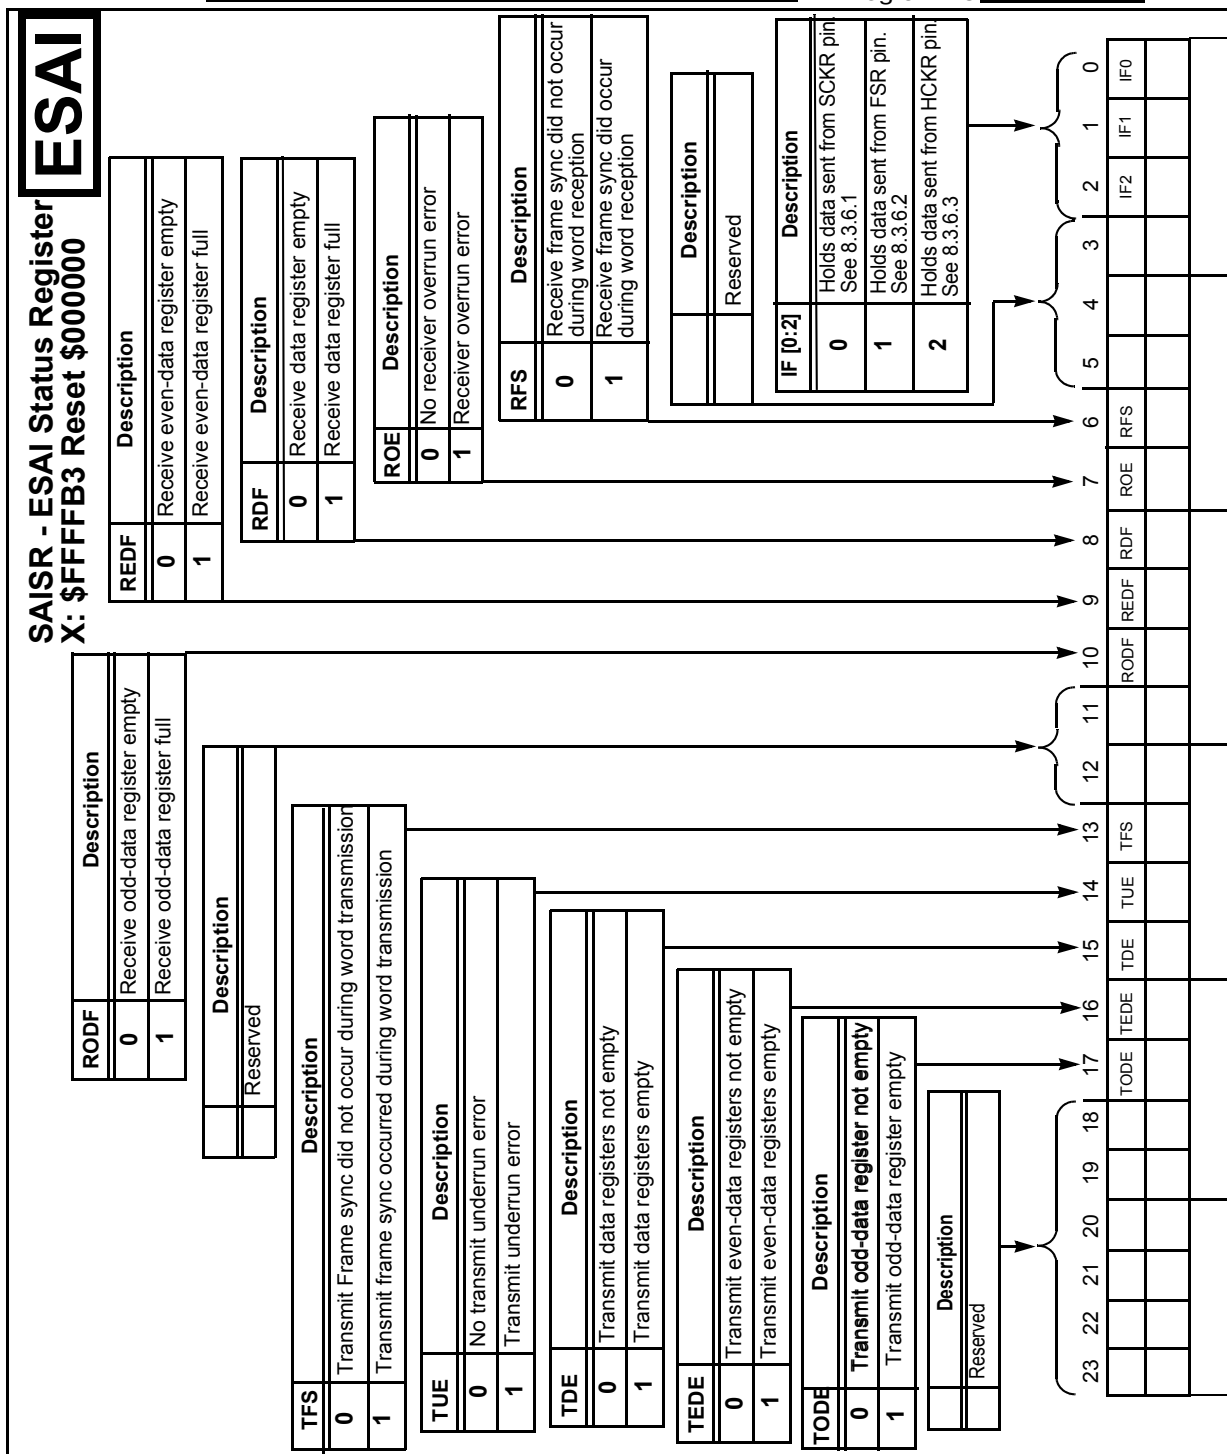 SAISR - ESAI Status Register
X: $FFFFB3 Reset $000000
ESAI
RODF Description
0 Receive odd-data register empty
1 Receive odd-data register full
REDF Description
0 Receive even-data register empty
1 Receive even-data register full
Description
Reserved
RDF Description
0 Receive data register empty
1 Receive data register full
TFS Description
0 Transmit Frame sync did not occur during word transmission
1 Transmit frame sync occurred during word transmission
ROE Description
0 No receiver overrun error
1 Receiver overrun error
TUE Description
0 No transmit underrun error
1 Transmit underrun error
RFS Description
0 Receive frame sync did not occur
during word reception
1 Receive frame sync did occur
during word reception
TDE Description
0 Transmit data registers not empty
1 Transmit data registers empty
Description
Reserved
TEDE Description
0 Transmit even-data registers not empty
1 Transmit even-data registers empty
IF [0:2] Description
0 Holds data sent from SCKR pin.
See 8.3.6.1
1 Holds data sent from FSR pin.
See 8.3.6.2
2 Holds data sent from HCKR pin.
See 8.3.6.3
TODE Description
0 Transmit odd-data register not empty
1 Transmit odd-data register empty
Description
Reserved
23 22 21 20 19 18 17 16 15 14 13 12 11 10 9 8 7 6 5 4 3 2 1 0
TODE TEDE TDE TUE TFS RODF REDF RDF ROE RFS IF2 IF1 IF0